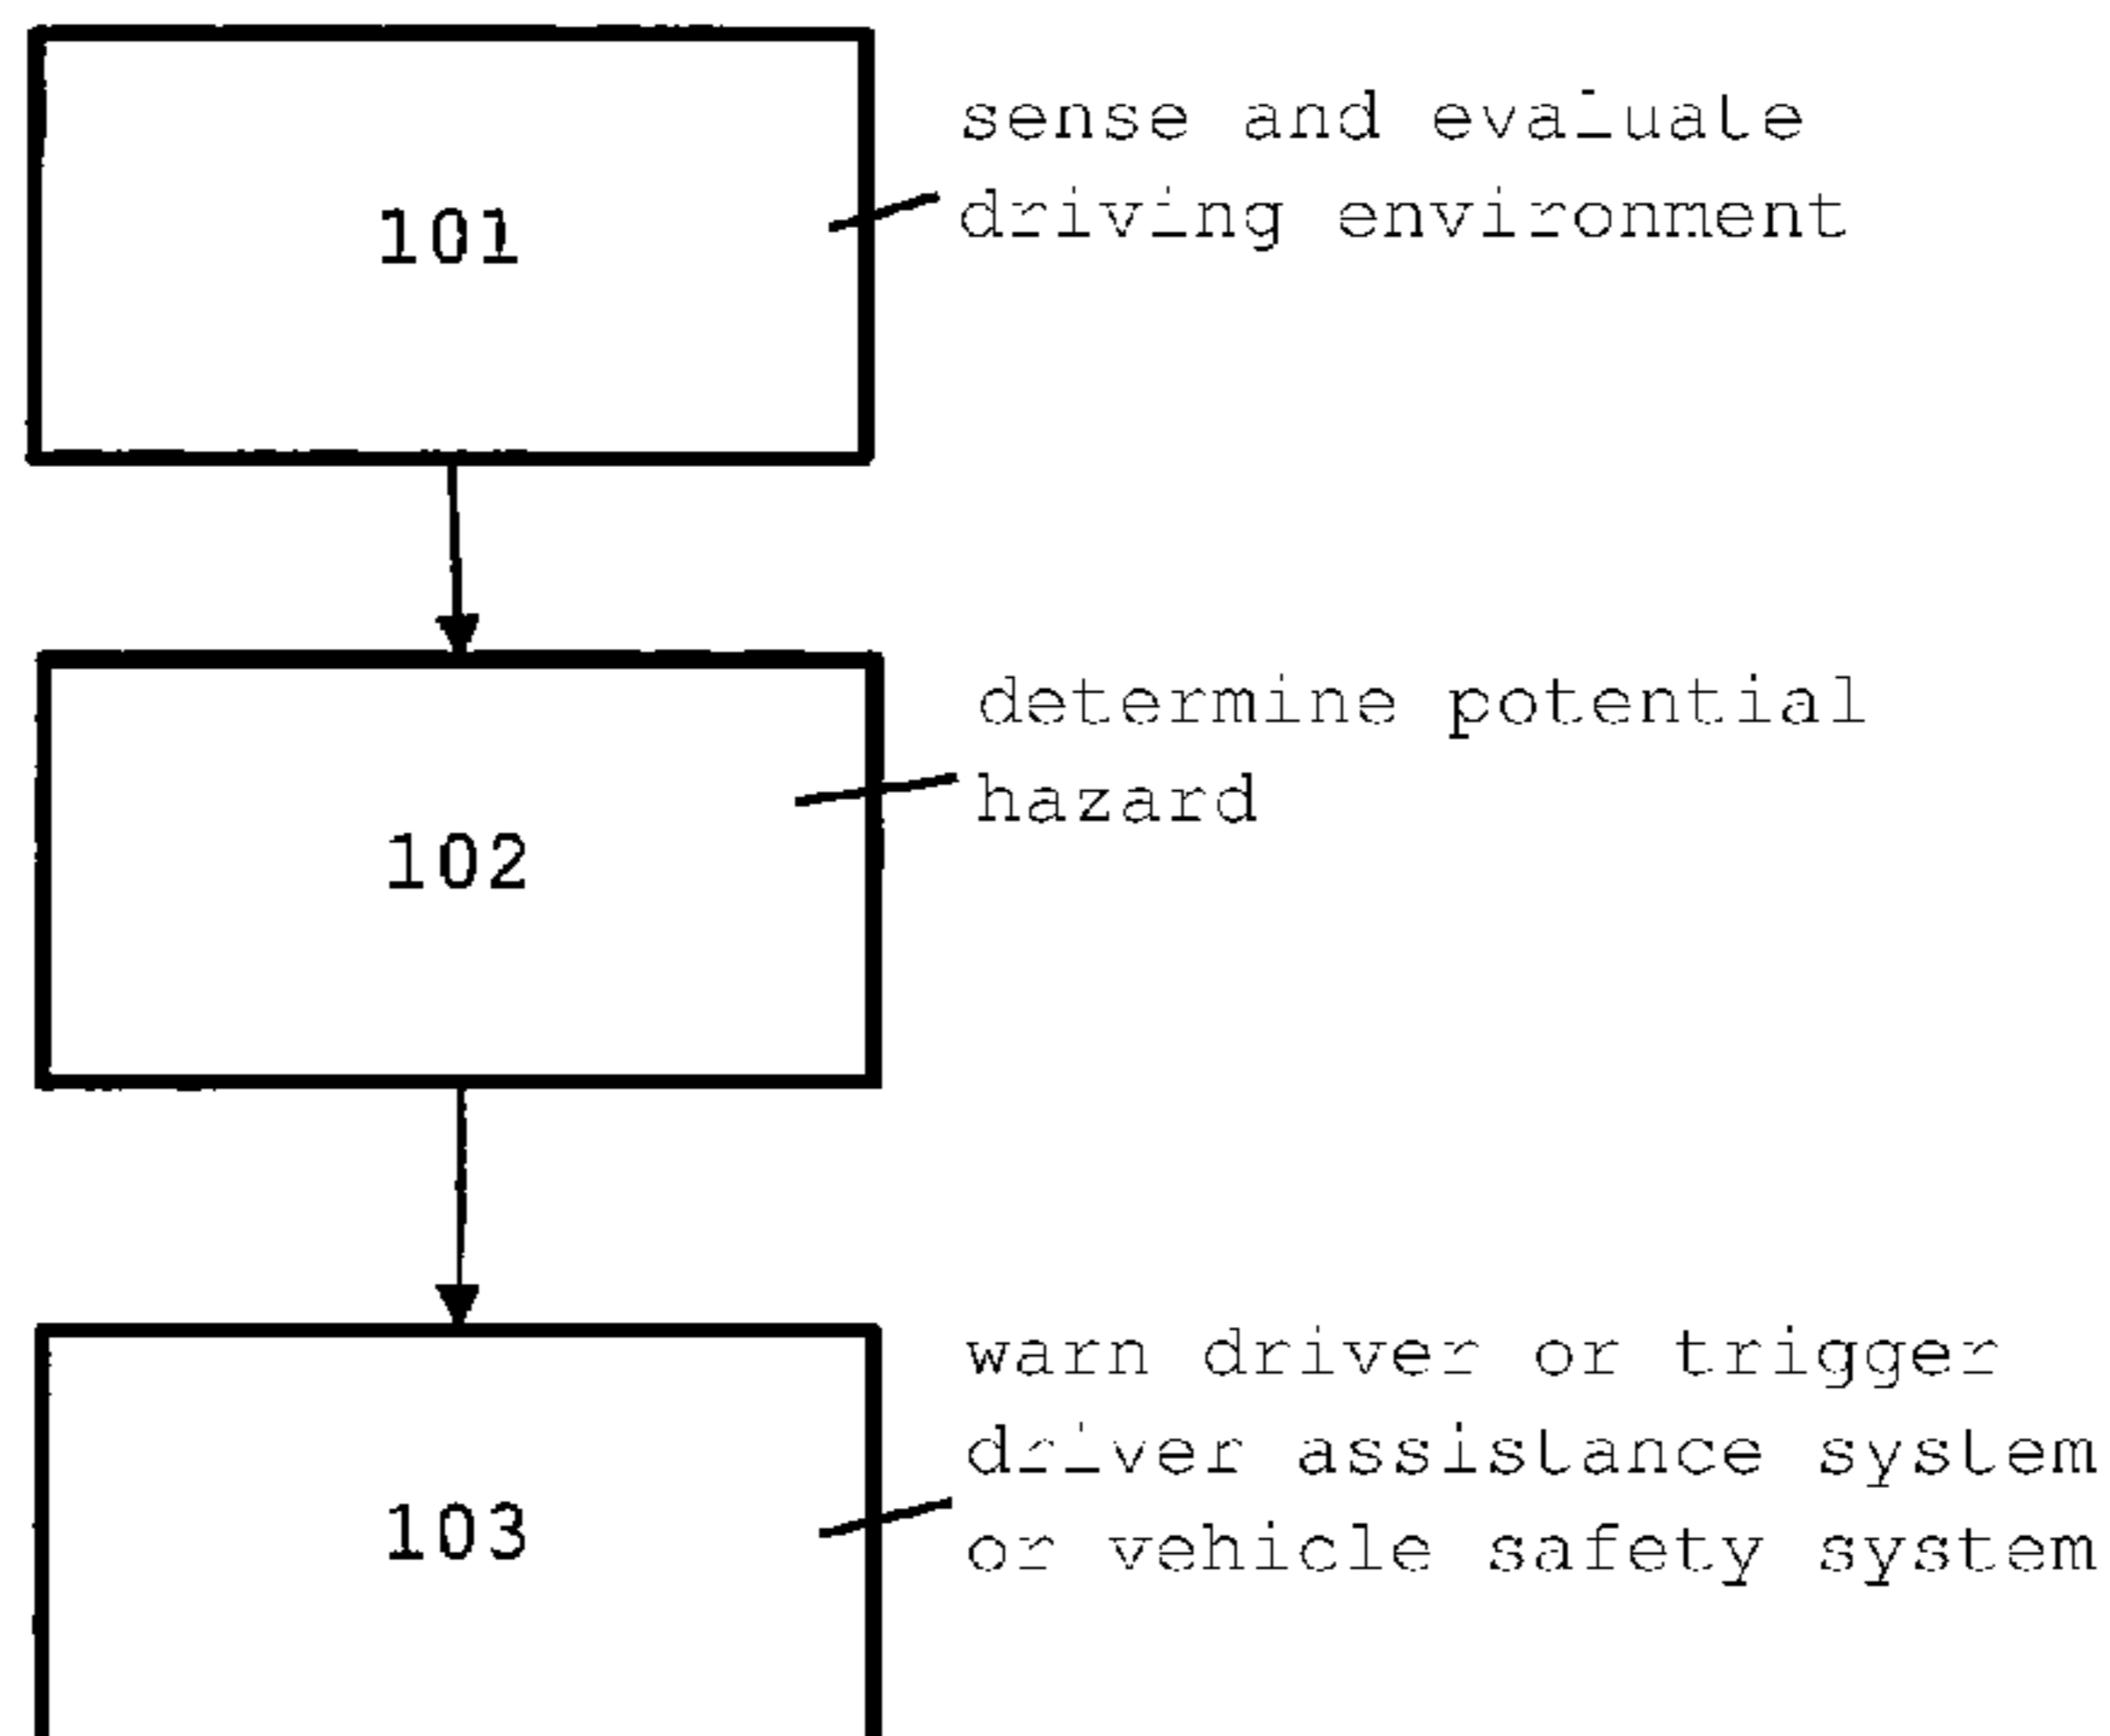 sense and evaluate
driving environment
101
determine potential
hazard
102
warn driver or trigger
driver assistance system
or vehicle safety system
103